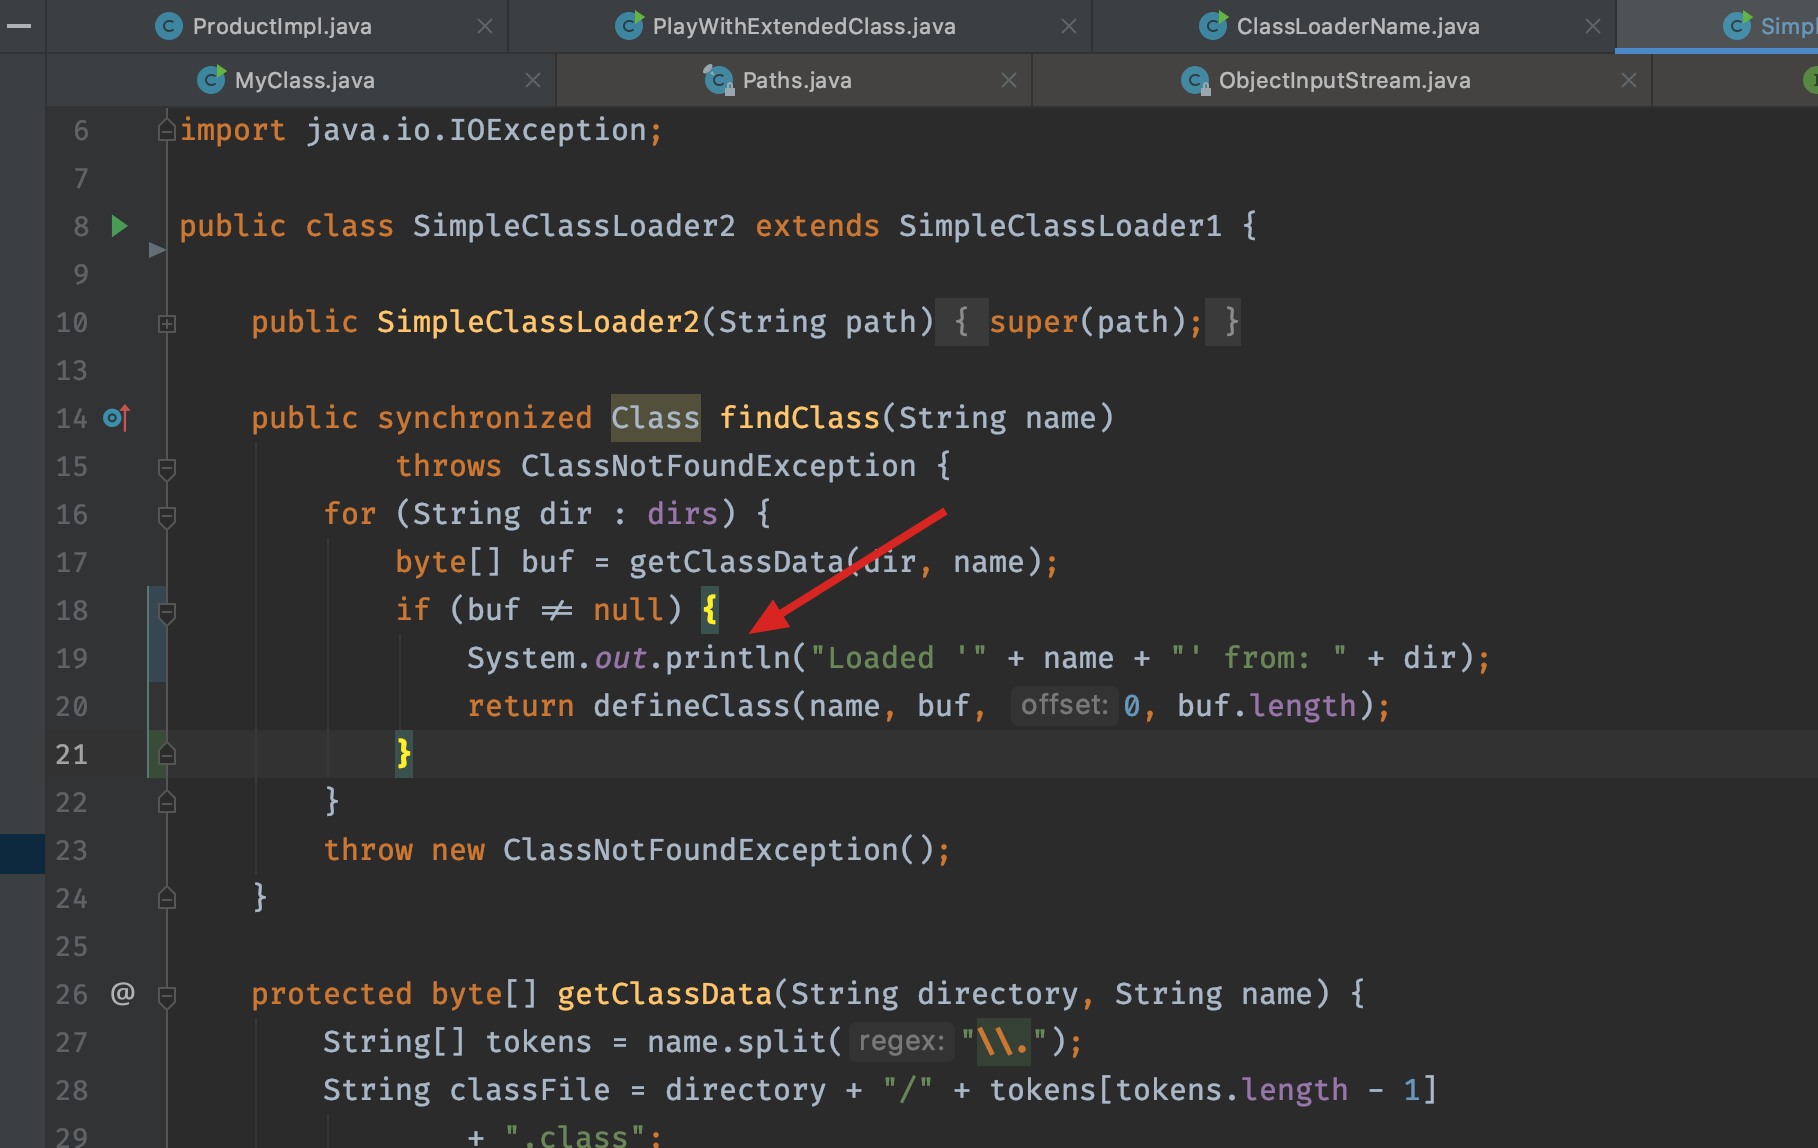 ProductImpl.java
PlayWithExtendedClass.java
ClassLoaderName.java
MyClass.java
Paths.java
ObjectInputStream.java
6 import java.io.IOException;
7
8 public class SimpleClassLoader2 extends SimpleClassLoader1 {
9
10 public SimpleClassLoader2(String path) { super(path); }
13
14 public synchronized Class findClass(String name)
15 throws ClassNotFoundException {
16 for (String dir : dirs) {
17 byte[] buf = getClassData(dir, name);
18 if (buf ≠ null) {
19 System.out.println("Loaded '" + name + "' from: " + dir);
20 return defineClass(name, buf, offset: 0, buf.length);
21 }
22 }
23 throw new ClassNotFoundException();
24 }
25
26 @ protected byte[] getClassData(String directory, String name) {
27 String[] tokens = name.split( regex: "\\.");
28 String classFile = directory + "/" + tokens[tokens.length - 1]
29 + ".class";